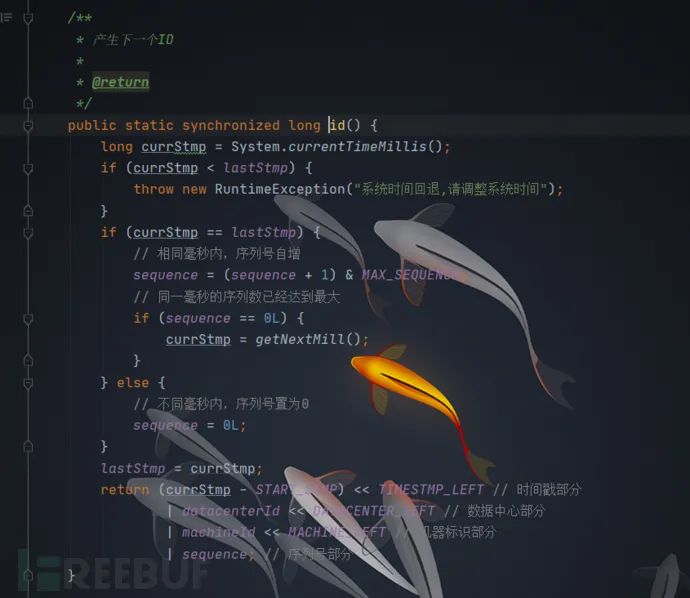 /**
* 产生下一个ID
*
* @return
*/
public static synchronized long id() {
long currStmp = System.currentTimeMillis();
if (currStmp < lastStmp) {
throw new RuntimeException("系统时间回退,请调整系统时间");
}
if (currStmp == lastStmp) {
// 相同毫秒内，序列号自增
sequence = (sequence + 1) & MAX_SEQUENCE;
// 同一毫秒的序列数已经达到最大
if (sequence == 0L) {
currStmp = getNextMill();
}
} else {
// 不同毫秒内，序列号置为0
sequence = 0L;
}
lastStmp = currStmp;
return (currStmp - START_STMP) << TIMESTMP_LEFT // 时间戳部分
| datacenterId << DATACENTER_LEFT // 数据中心部分
| machineId << MACHINE_LEFT // 机器标识部分
| sequence; // 序列号部分
}
FREEBUF